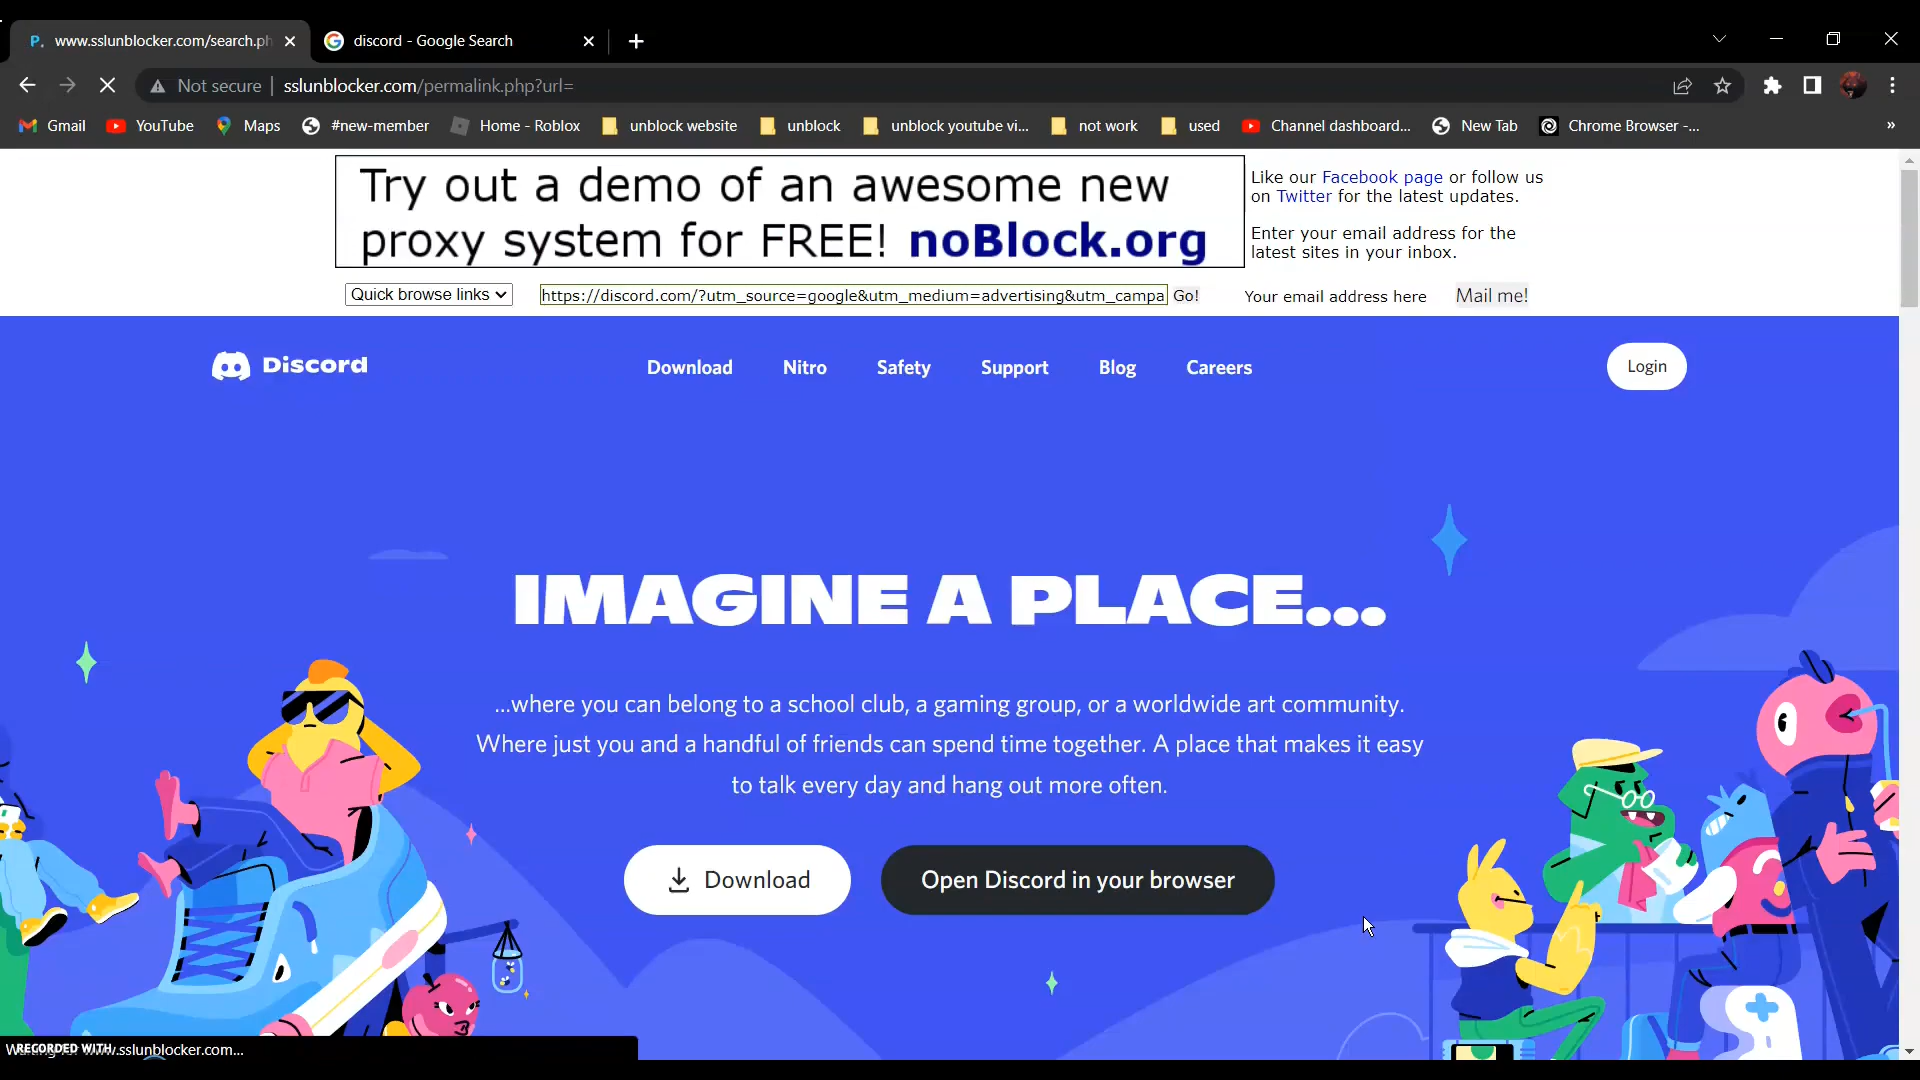 www.sslunblocker.com/search.ph
discord - Google Search
Not secure
sslunblocker.com/permalink.php?url=
Gmail
YouTube
Maps
#new-member
Home - Roblox
unblock website
unblock
unblock youtube vi...
not work
used
Channel dashboard...
New Tab
Chrome Browser -...
Try out a demo of an awesome new
proxy system for FREE! noBlock.org
Like our Facebook page or follow us
on Twitter for the latest updates.
Enter your email address for the
latest sites in your inbox.
Quick browse links
https://discord.com/?utm_source=google&utm_medium=advertising&utm_campa
Go!
Your email address here
Mail me!
Discord
Download
Nitro
Safety
Support
Blog
Careers
Login
IMAGINE A PLACE...
...where you can belong to a school club, a gaming group, or a worldwide art community.
Where just you and a handful of friends can spend time together. A place that makes it easy
to talk every day and hang out more often.
Download
Open Discord in your browser
RECORDED WITH
.sslunblocker.com...